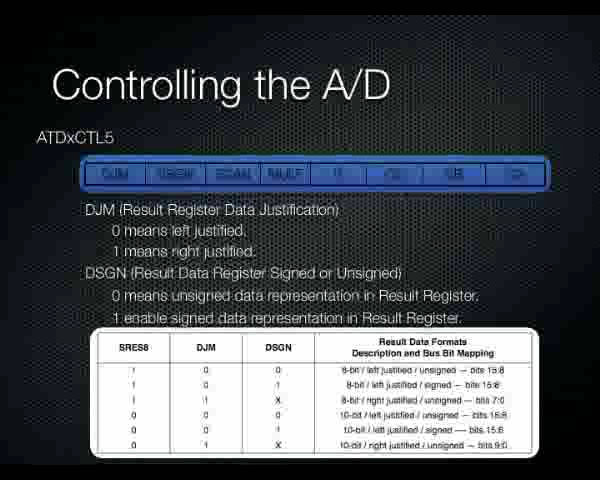 Controlling the A/D
ATDxCTL5
DJM DSGN SCAN MULT 0 CC CB CA
DJM (Result Register Data Justification)
0 means left justified.
1 means right justified.
DSGN (Result Data Register Signed or Unsigned)
0 means unsigned data representation in Result Register.
1 enable signed data representation in Result Register.
SRES8 DJM DSGN Result Data Formats
Description and Bus Bit Mapping
1 0 0 8-bit / left justified / unsigned — bits 15:8
1 0 1 8-bit / left justified / signed — bits 15:8
1 1 X 8-bit / right justified / unsigned — bits 7:0
0 0 0 10-bit / left justified / unsigned — bits 15:6
0 0 1 10-bit / left justified / signed — bits 15:6
0 1 X 10-bit / right justified / unsigned — bits 9:0